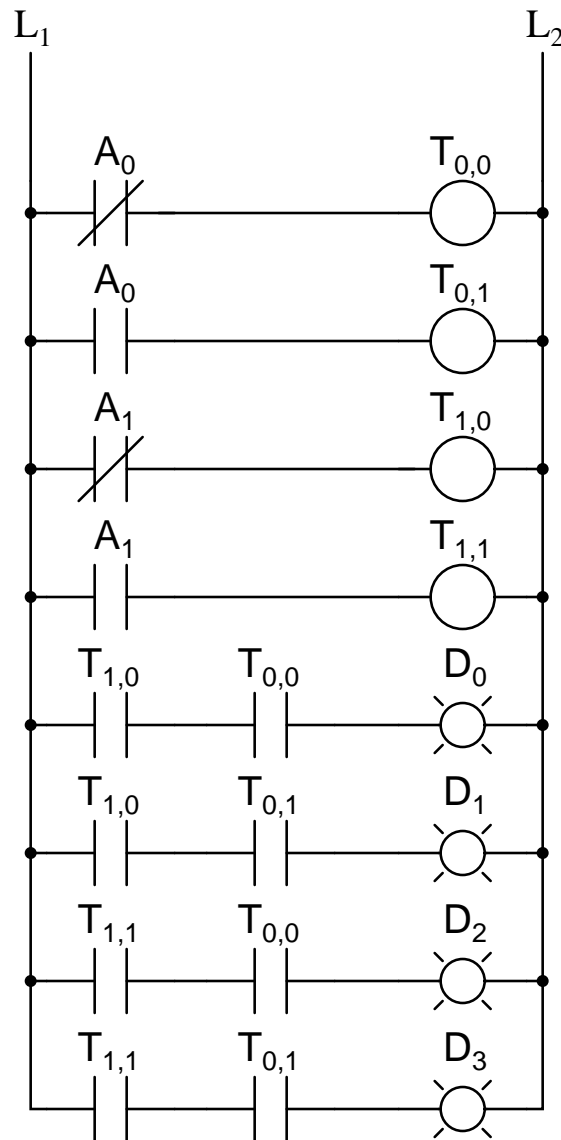 L₁ L₂
A₀ T₀,₀
A₀ T₀,₁
A₁ T₁,₀
A₁ T₁,₁
T₁,₀ T₀,₀ D₀
T₁,₀ T₀,₁ D₁
T₁,₁ T₀,₀ D₂
T₁,₁ T₀,₁ D₃